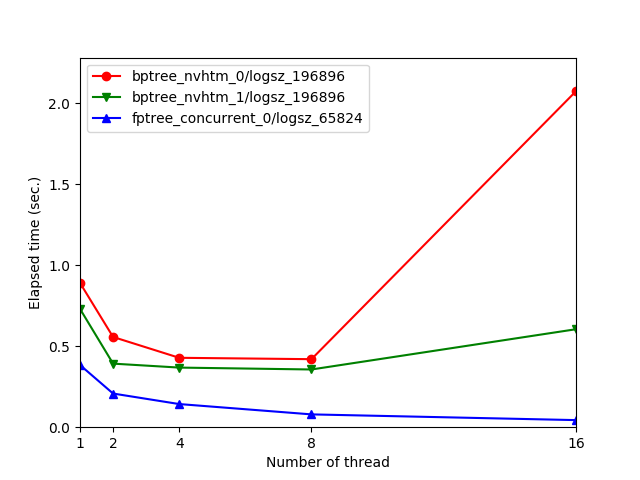 bptree_nvhtm_0/logsz_196896
bptree_nvhtm_1/logsz_196896
fptree_concurrent_0/logsz_65824
Elapsed time (sec.)
2.0
1.5
1.0
0.5
0.0
1 2 4 8 16
Number of thread